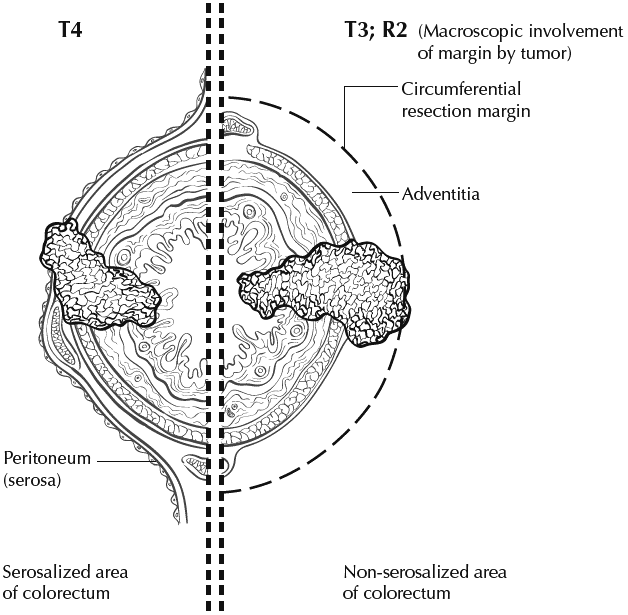 T4
T3; R2 (Macroscopic involvement
of margin by tumor)
Circumferential
resection margin
Adventitia
Peritoneum
(serosa)
Serosalized area
of colorectum
Non-serosalized area
of colorectum